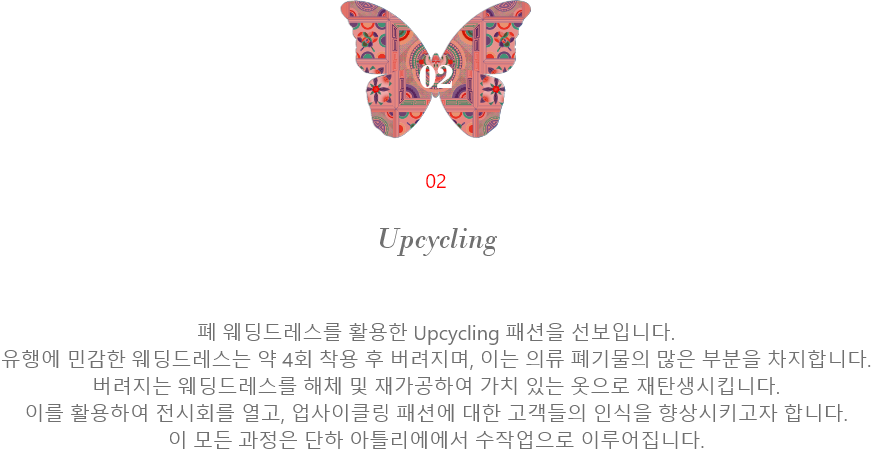 02
02
Upcycling
폐 웨딩드레스를 활용한 Upcycling 패션을 선보입니다.
유행에 민감한 웨딩드레스는 약 4회 착용 후 버려지며, 이는 의류 폐기물의 많은 부분을 차지합니다.
버려지는 웨딩드레스를 해체 및 재가공하여 가치 있는 옷으로 재탄생시킵니다.
이를 활용하여 전시회를 열고, 업사이클링 패션에 대한 고객들의 인식을 향상시키고자 합니다.
이 모든 과정은 단하 아틀리에에서 수작업으로 이루어집니다.